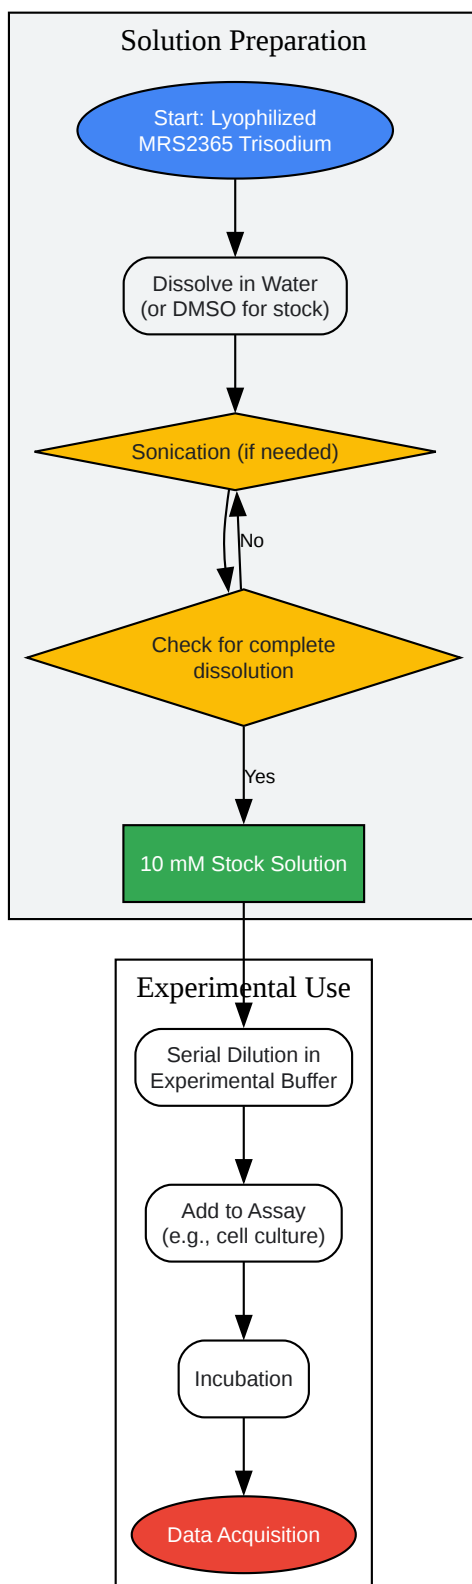 Solution Preparation
Start: Lyophilized
MRS2365 Trisodium
Dissolve in Water
(or DMSO for stock)
Sonication (if needed)
No
Check for complete
dissolution
Yes
10 mM Stock Solution
Experimental Use
Serial Dilution in
Experimental Buffer
Add to Assay
(e.g., cell culture)
Incubation
Data Acquisition